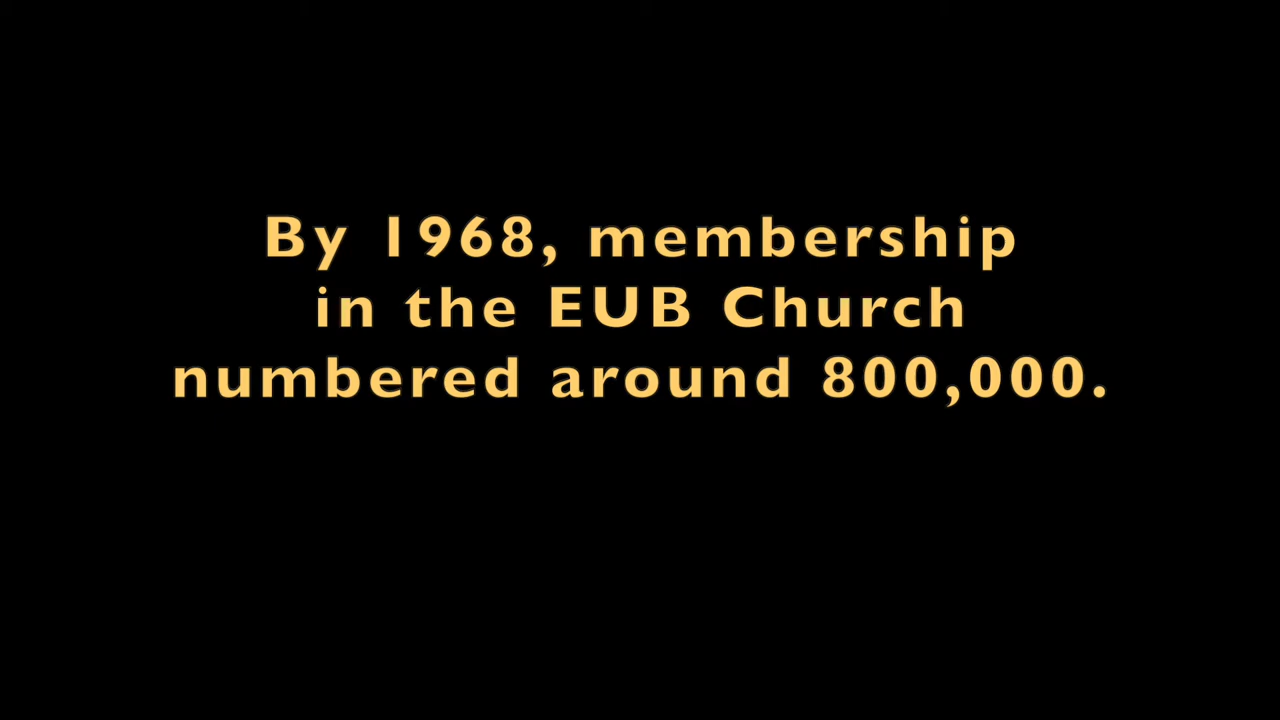 By 1968, membership
in the EUB Church
numbered around 800,000.